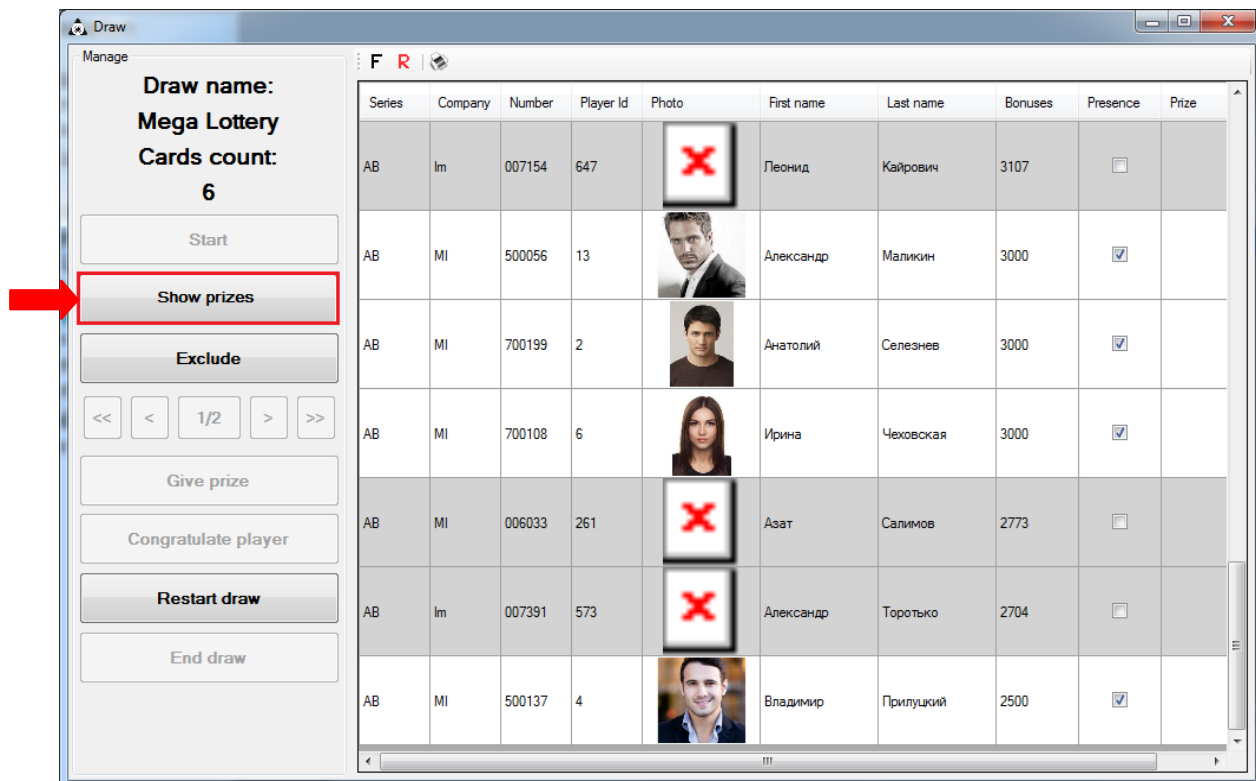 Draw
Manage
Draw name:
Mega Lottery
Cards count:
6
Start
Show prizes
Exclude
<< < 1/2 > >>
Give prize
Congratulate player
Restart draw
End draw
F R
Series Company Number Player Id Photo First name Last name Bonuses Presence Prize
AB Im 007154 647 Леонид Кайрович 3107
AB MI 500056 13 Александр Маликин 3000
AB MI 700199 2 Анатолий Селезнев 3000
AB MI 700108 6 Ирина Чеховская 3000
AB MI 006033 261 Азат Салимов 2773
AB Im 007391 573 Александр Торотько 2704
AB MI 500137 4 Владимир Прилуцкий 2500